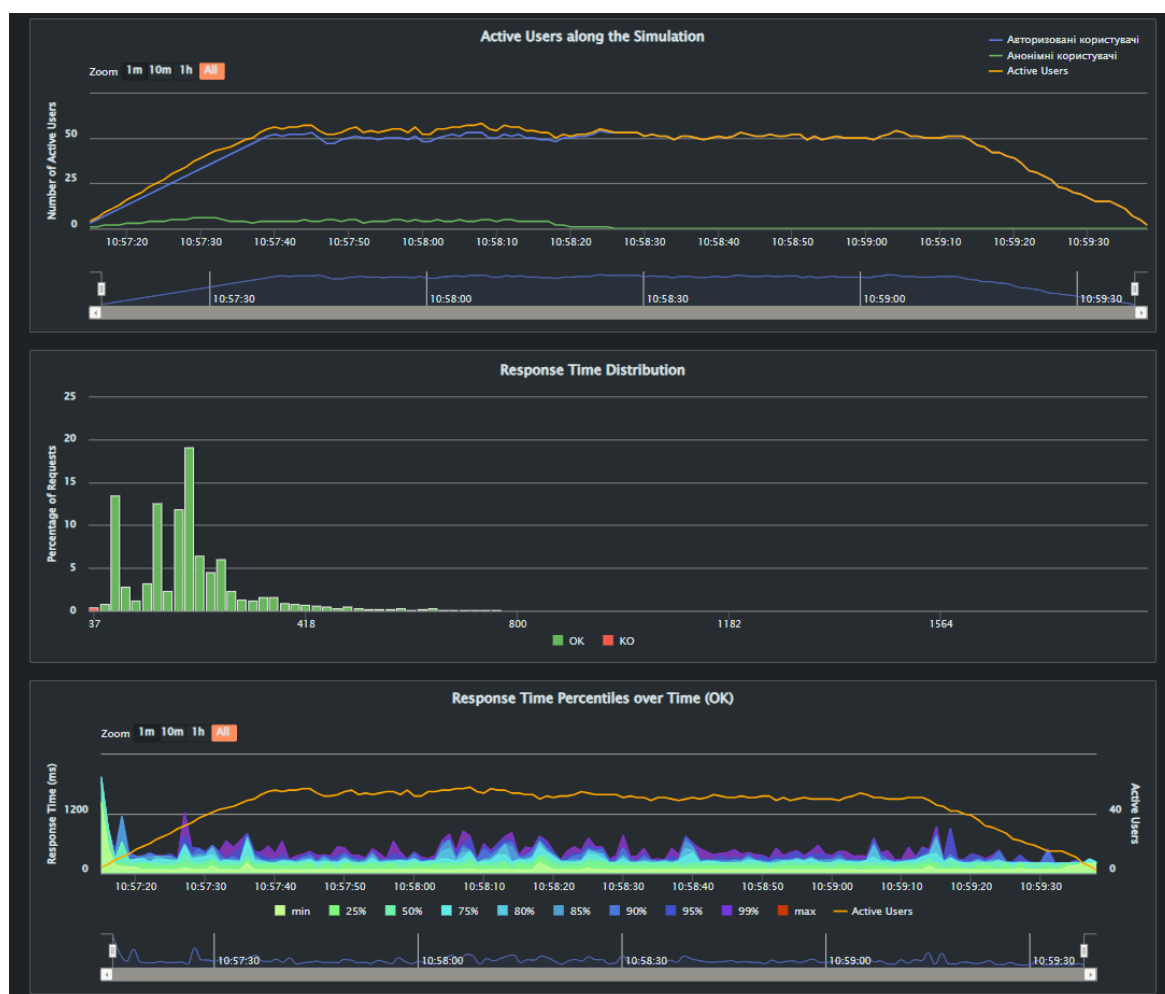 Active Users along the Simulation
Авторизовані користувачі
Анонімні користувачі
Active Users
Zoom 1m 10m 1h All
Number of Active Users
50
25
0
10:57:20 10:57:30 10:57:40 10:57:50 10:58:00 10:58:10 10:58:20 10:58:30 10:58:40 10:58:50 10:59:00 10:59:10 10:59:20 10:59:30
10:57:30 10:58:00 10:58:30 10:59:00 10:59:30
Response Time Distribution
Percentage of Requests
25
20
15
10
5
0
37 418 800 1182 1564
OK KO
Response Time Percentiles over Time (OK)
Zoom 1m 10m 1h All
Response Time (ms)
1200
0
Active Users
40
0
10:57:20 10:57:30 10:57:40 10:57:50 10:58:00 10:58:10 10:58:20 10:58:30 10:58:40 10:58:50 10:59:00 10:59:10 10:59:20 10:59:30
min 25% 50% 75% 80% 85% 90% 95% 99% max Active Users
10:57:30 10:58:00 10:58:30 10:59:00 10:59:30